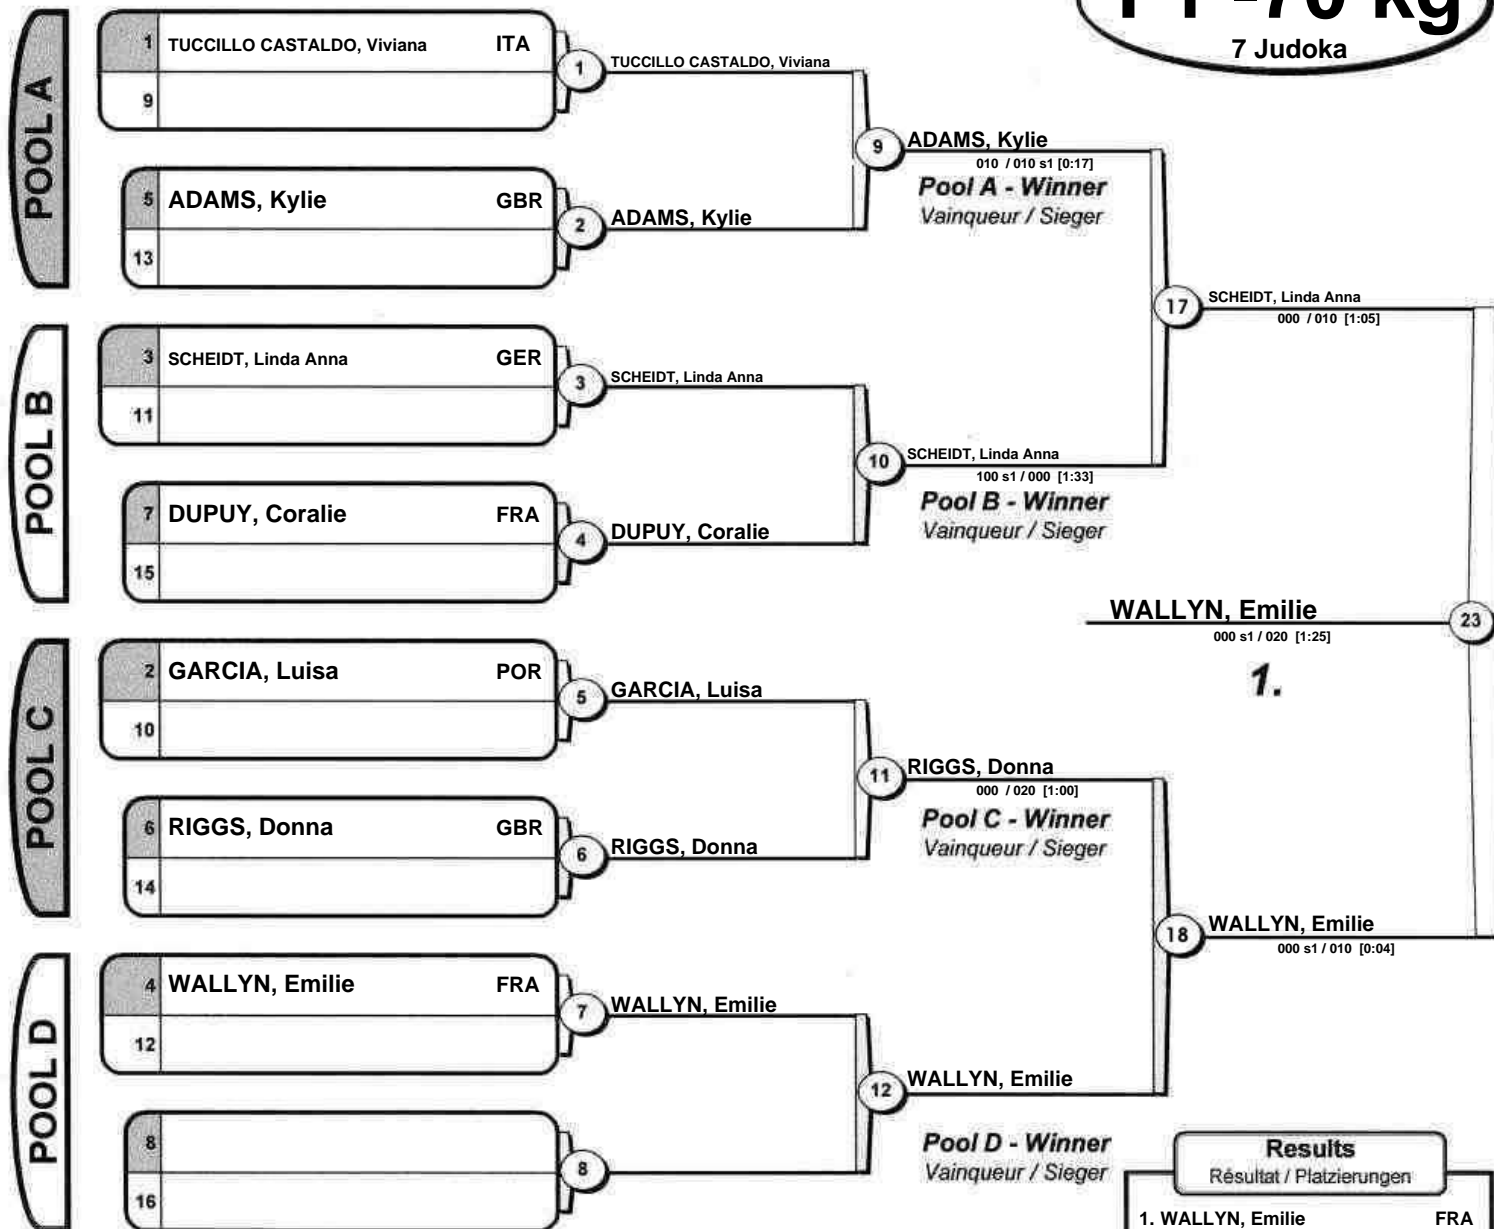 -70 kg
7 Judoka
POOL A
1 TUCCILLO CASTALDO, Viviana ITA
9
1 TUCCILLO CASTALDO, Viviana
5 ADAMS, Kylie GBR
13
2 ADAMS, Kylie
9 ADAMS, Kylie
010 / 010 s1 [0:17]
Pool A - Winner
Vainqueur / Sieger
POOL B
3 SCHEIDT, Linda Anna GER
11
3 SCHEIDT, Linda Anna
7 DUPUY, Coralie FRA
15
4 DUPUY, Coralie
10 SCHEIDT, Linda Anna
100 s1 / 000 [1:33]
Pool B - Winner
Vainqueur / Sieger
17 SCHEIDT, Linda Anna
000 / 010 [1:05]
WALLYN, Emilie 23
000 s1 / 020 [1:25]
1.
POOL C
2 GARCIA, Luisa POR
10
5 GARCIA, Luisa
6 RIGGS, Donna GBR
14
6 RIGGS, Donna
11 RIGGS, Donna
000 / 020 [1:00]
Pool C - Winner
Vainqueur / Sieger
18 WALLYN, Emilie
000 s1 / 010 [0:04]
POOL D
4 WALLYN, Emilie FRA
12
7 WALLYN, Emilie
8
16
8
12 WALLYN, Emilie
Pool D - Winner
Vainqueur / Sieger
Results
Résultat / Platzierungen
1. WALLYN, Emilie FRA